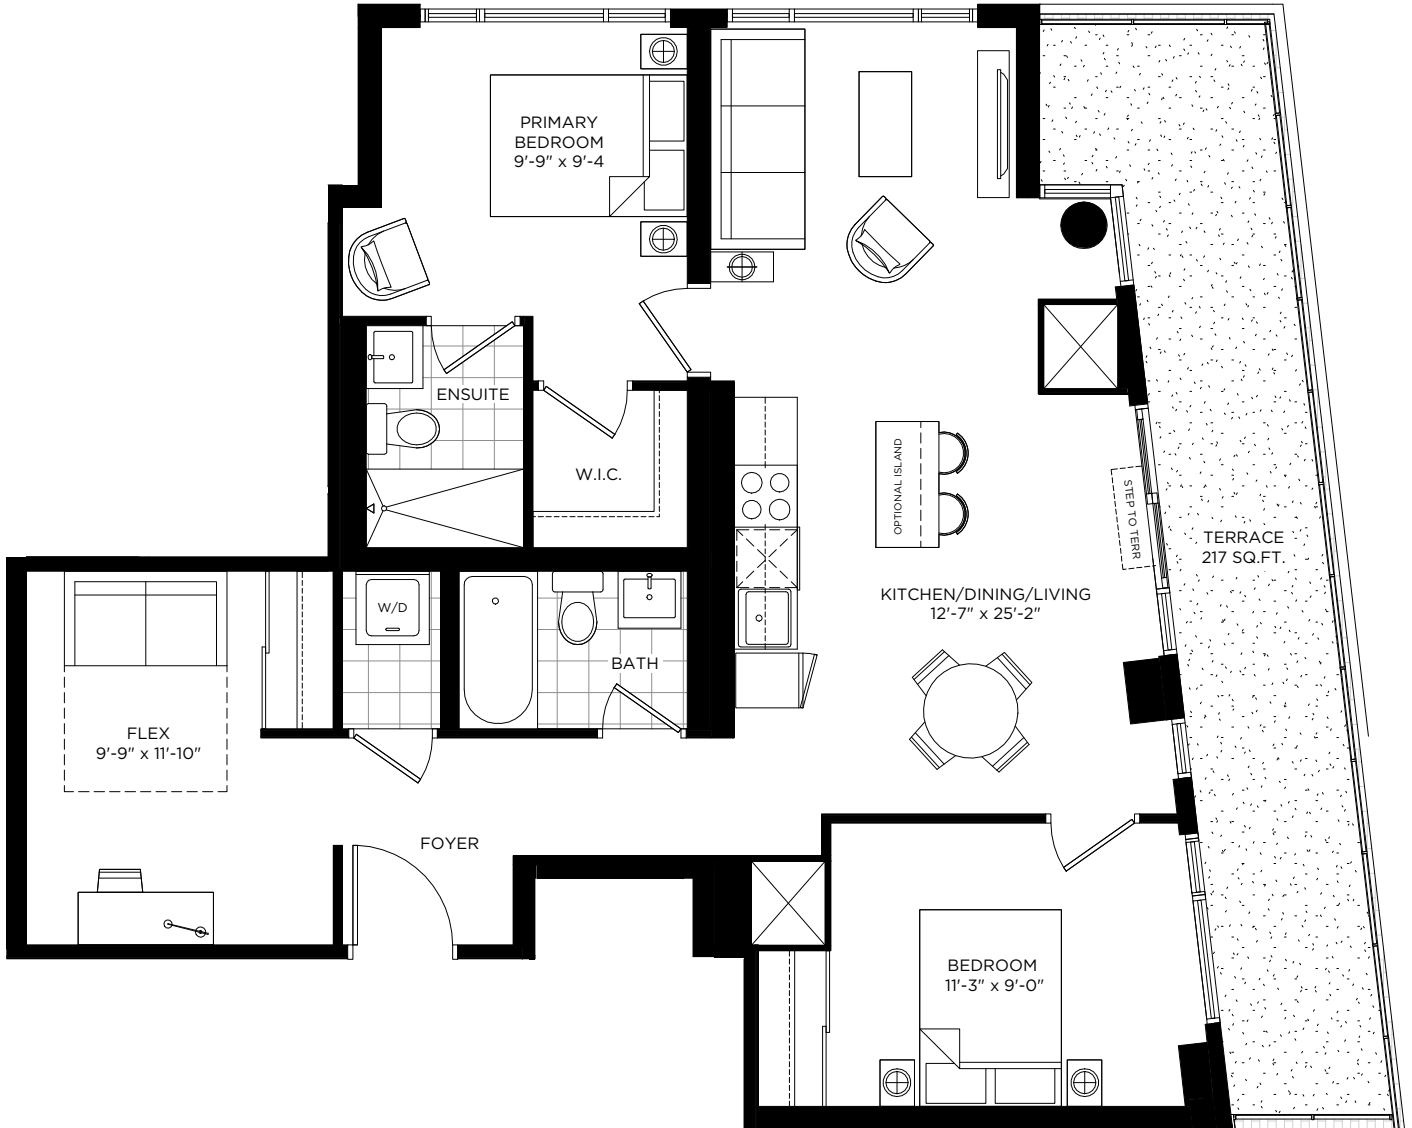 PRIMARY
BEDROOM
9'-9" x 9'-4
ENSUITE
W.I.C.
OPTIONAL ISLAND
STEP TO TERR
TERRACE
217 SQ.FT.
KITCHEN/DINING/LIVING
12'-7" x 25'-2"
W/D
BATH
FLEX
9'-9" x 11'-10"
FOYER
BEDROOM
11'-3" x 9'-0"